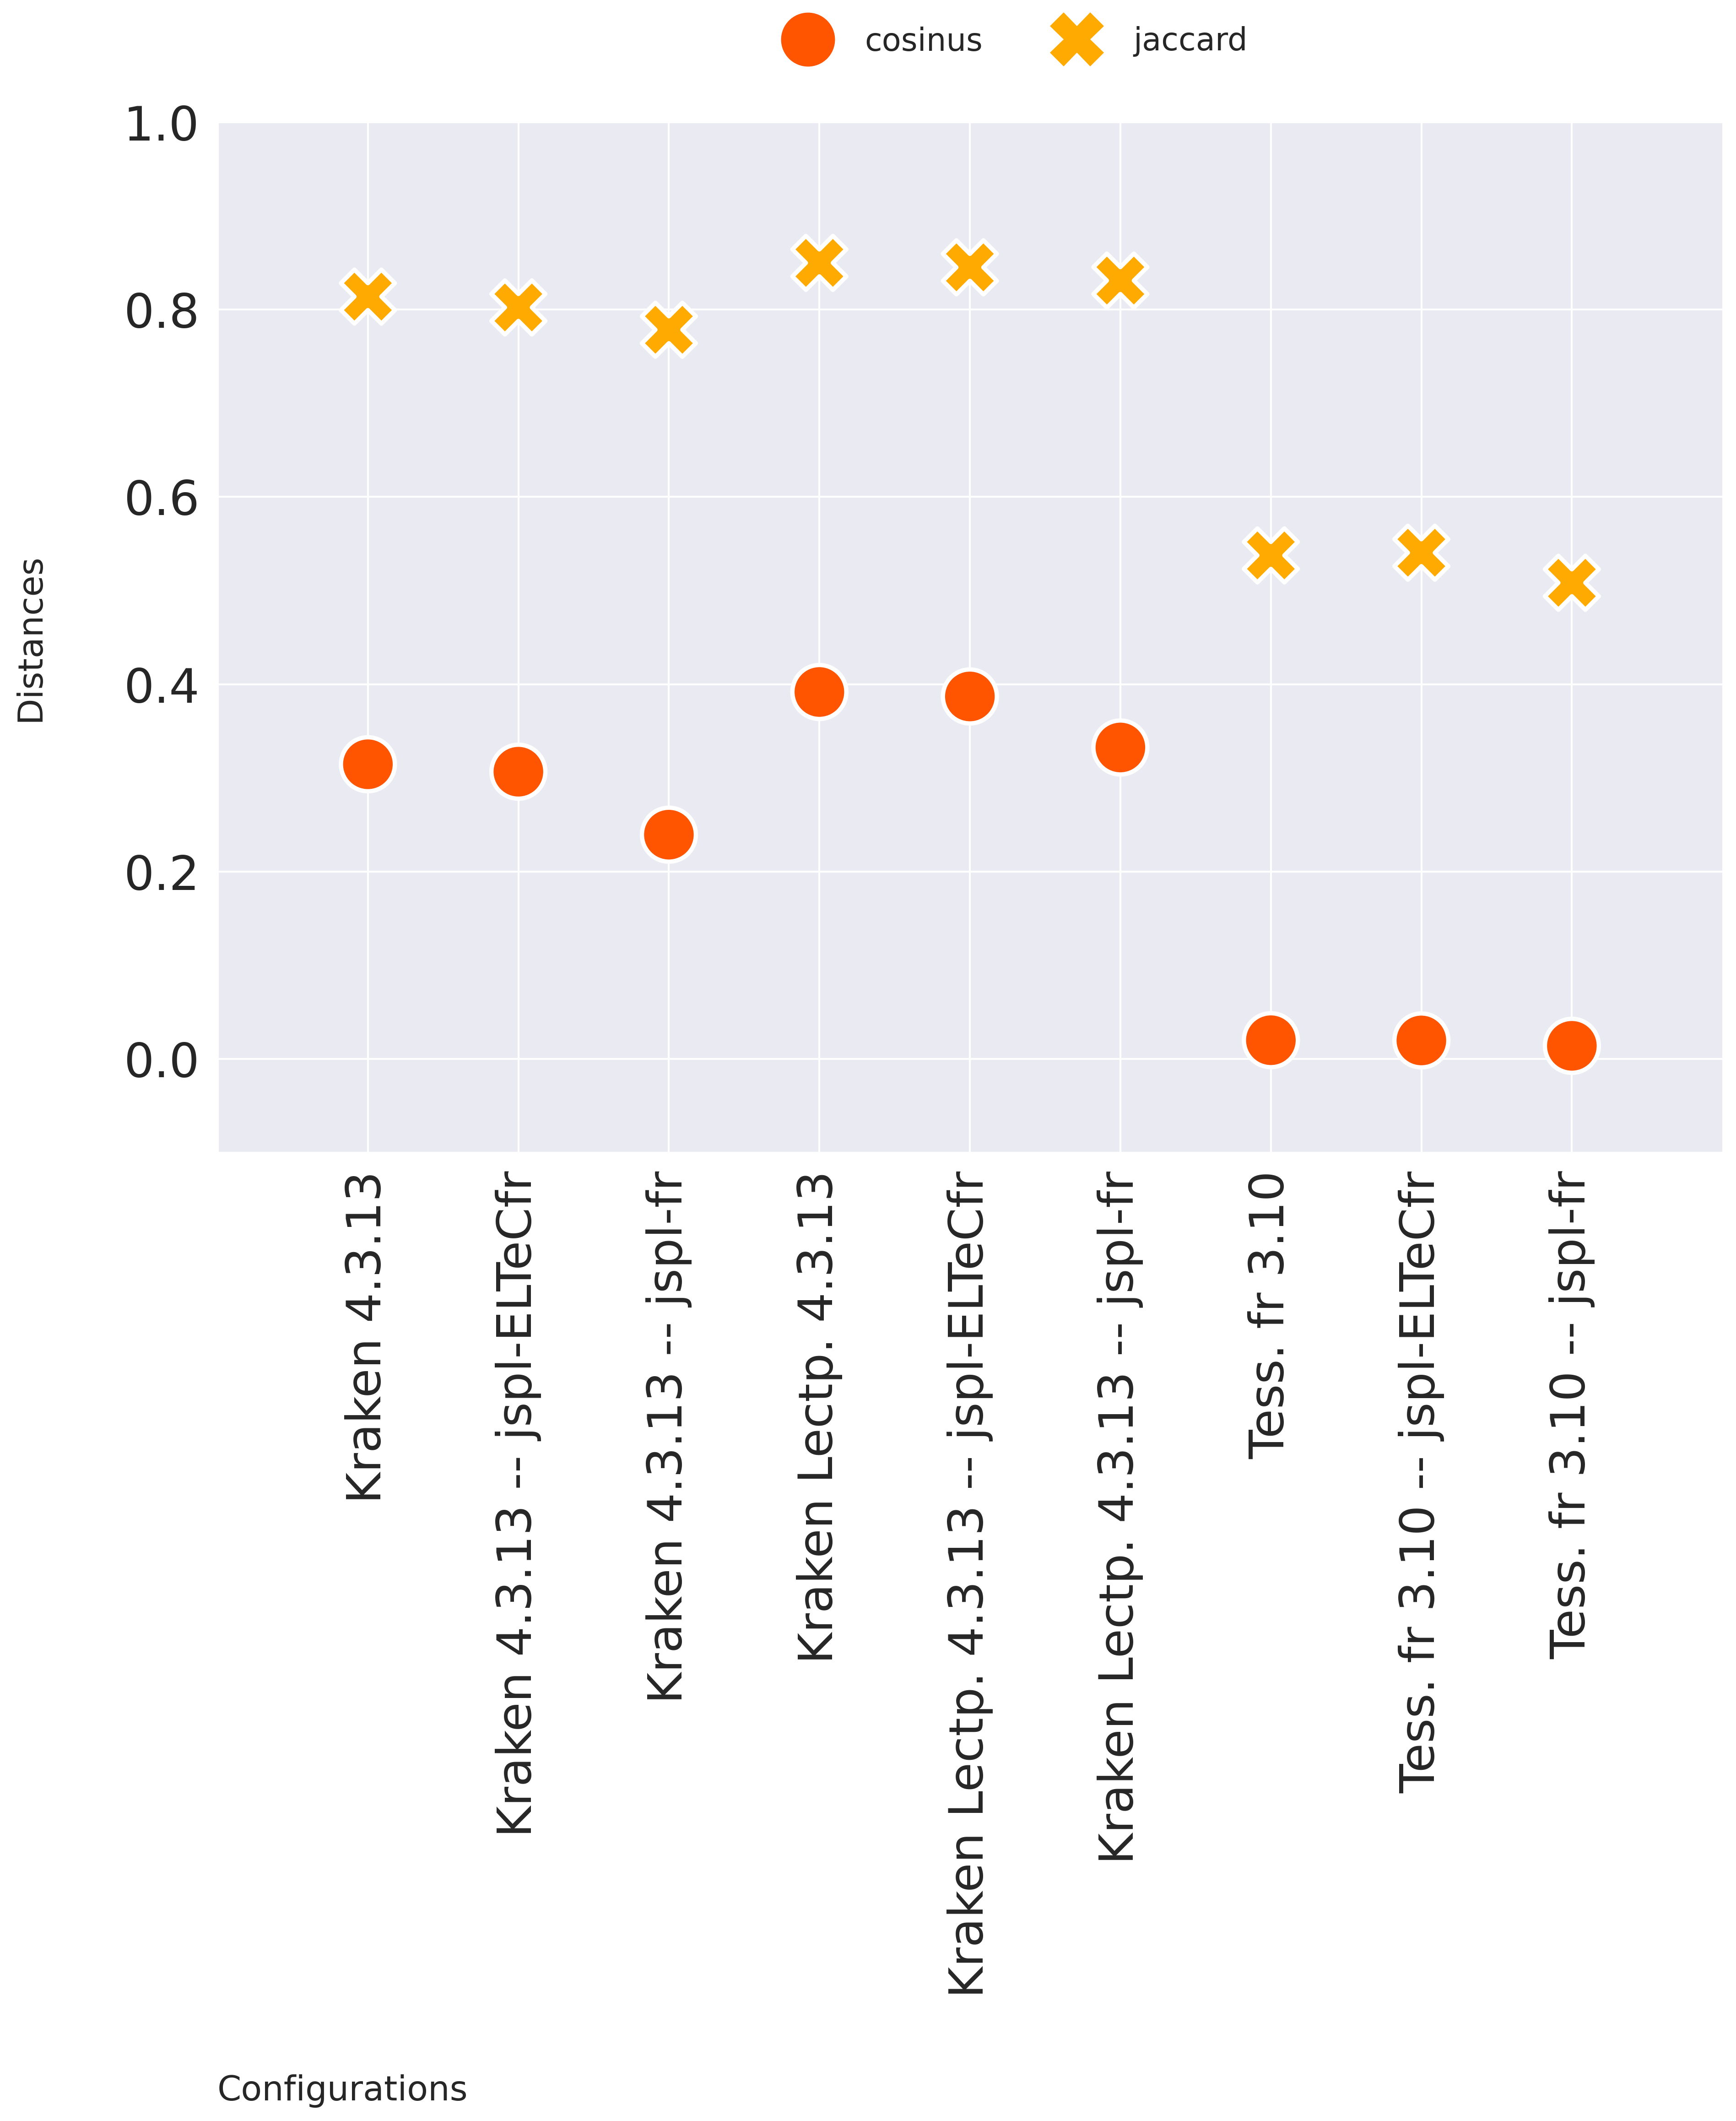 cosinus jaccard
1.0
0.8
0.6
0.4
0.2
0.0
Distances
Kraken 4.3.13
Kraken 4.3.13 -- jspl-ELTeCfr
Kraken 4.3.13 -- jspl-fr
Kraken Lectp. 4.3.13
Kraken Lectp. 4.3.13 -- jspl-ELTeCfr
Kraken Lectp. 4.3.13 -- jspl-fr
Tess. fr 3.10
Tess. fr 3.10 -- jspl-ELTeCfr
Tess. fr 3.10 -- jspl-fr
Configurations